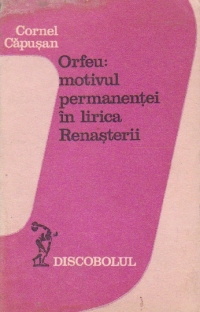 Cornel
Căpușan
Orfeu:
motivul
permanenței
în lirica
Renașterii
DISCOBOLUL